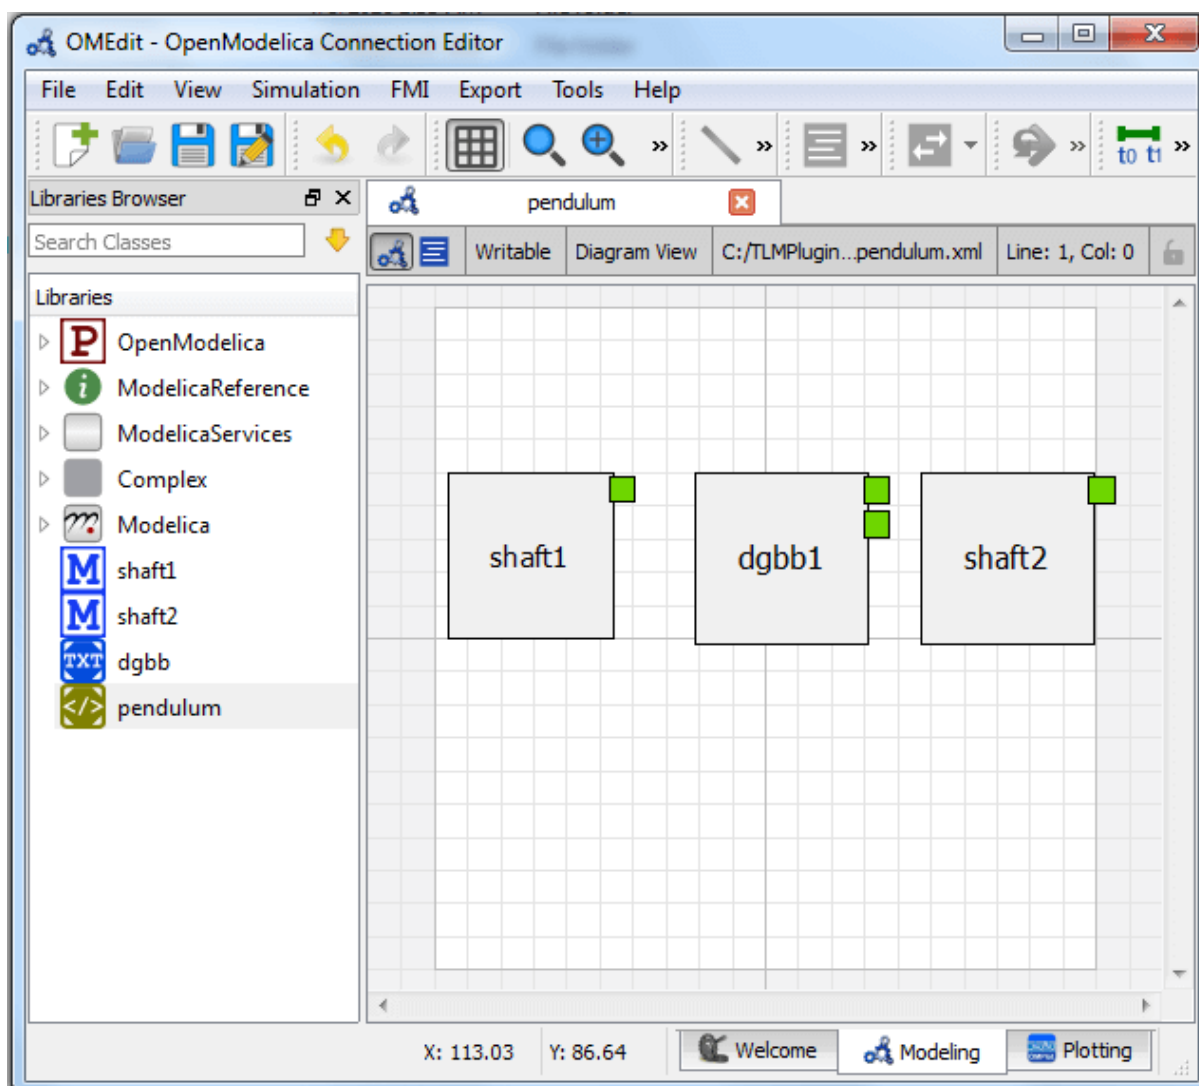 OMEdit - OpenModelica Connection Editor
File Edit View Simulation FMI Export Tools Help
» » » » t0 t1 »
Libraries Browser
pendulum
Search Classes
Writable Diagram View C:/TLMPlugin...pendulum.xml Line: 1, Col: 0
Libraries
P OpenModelica
i ModelicaReference
ModelicaServices
Complex
m Modelica
M shaft1
M shaft2
TXT dgbb
</> pendulum
shaft1 dgbb1 shaft2
X: 113.03 Y: 86.64 Welcome Modeling Plotting